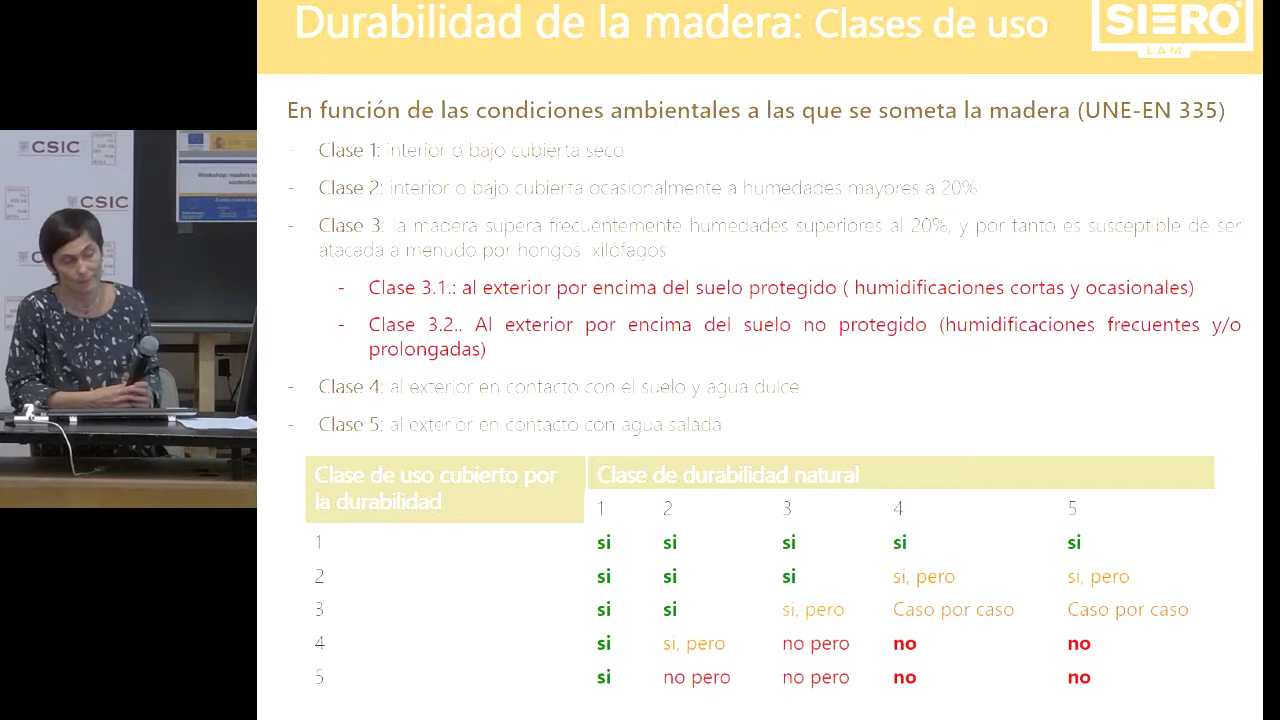 Durabilidad de la madera: Clases de uso
SIERO
LAM
En función de las condiciones ambientales a las que se someta la madera (UNE-EN 335)
- Clase 1: interior o bajo cubierta seco
- Clase 2: interior o bajo cubierta ocasionalmente a humedades mayores a 20%
- Clase 3: la madera supera frecuentemente humedades superiores al 20%, y por tanto es susceptible de ser
atacada a menudo por hongos xilófagos
- Clase 3.1.: al exterior por encima del suelo protegido ( humidificaciones cortas y ocasionales)
- Clase 3.2.. Al exterior por encima del suelo no protegido (humidificaciones frecuentes y/o
prolongadas)
- Clase 4: al exterior en contacto con el suelo y agua dulce
- Clase 5: al exterior en contacto con agua salada
Clase de uso cubierto por
la durabilidad
Clase de durabilidad natural
1 2 3 4 5
1 si si si si si
2 si si si si, pero si, pero
3 si si si, pero Caso por caso Caso por caso
4 si si, pero no pero no no
5 si no pero no pero no no
CSIC
CSIC
CSIC
Workshop: madera